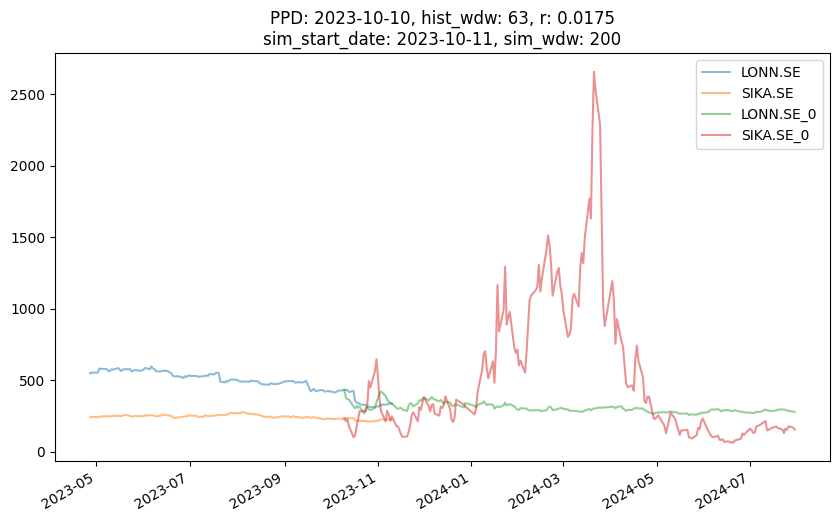 PPD: 2023-10-10, hist_wdw: 63, r: 0.0175
sim_start_date: 2023-10-11, sim_wdw: 200
LONN.SE
SIKA.SE
LONN.SE_0
SIKA.SE_0
2500
2000
1500
1000
500
0
2023-05
2023-07
2023-09
2023-11
2024-01
2024-03
2024-05
2024-07